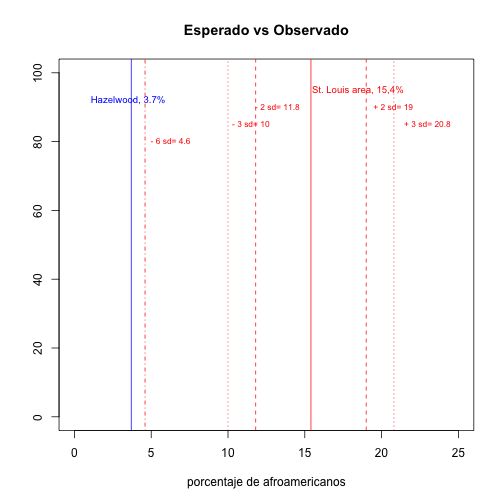 Esperado vs Observado
100
80
60
40
20
0
Hazelwood, 3.7%
St. Louis area, 15,4%
- 2 sd= 11.8
+ 2 sd= 19
- 3 sd= 10
+ 3 sd= 20.8
- 6 sd= 4.6
0 5 10 15 20 25
porcentaje de afroamericanos